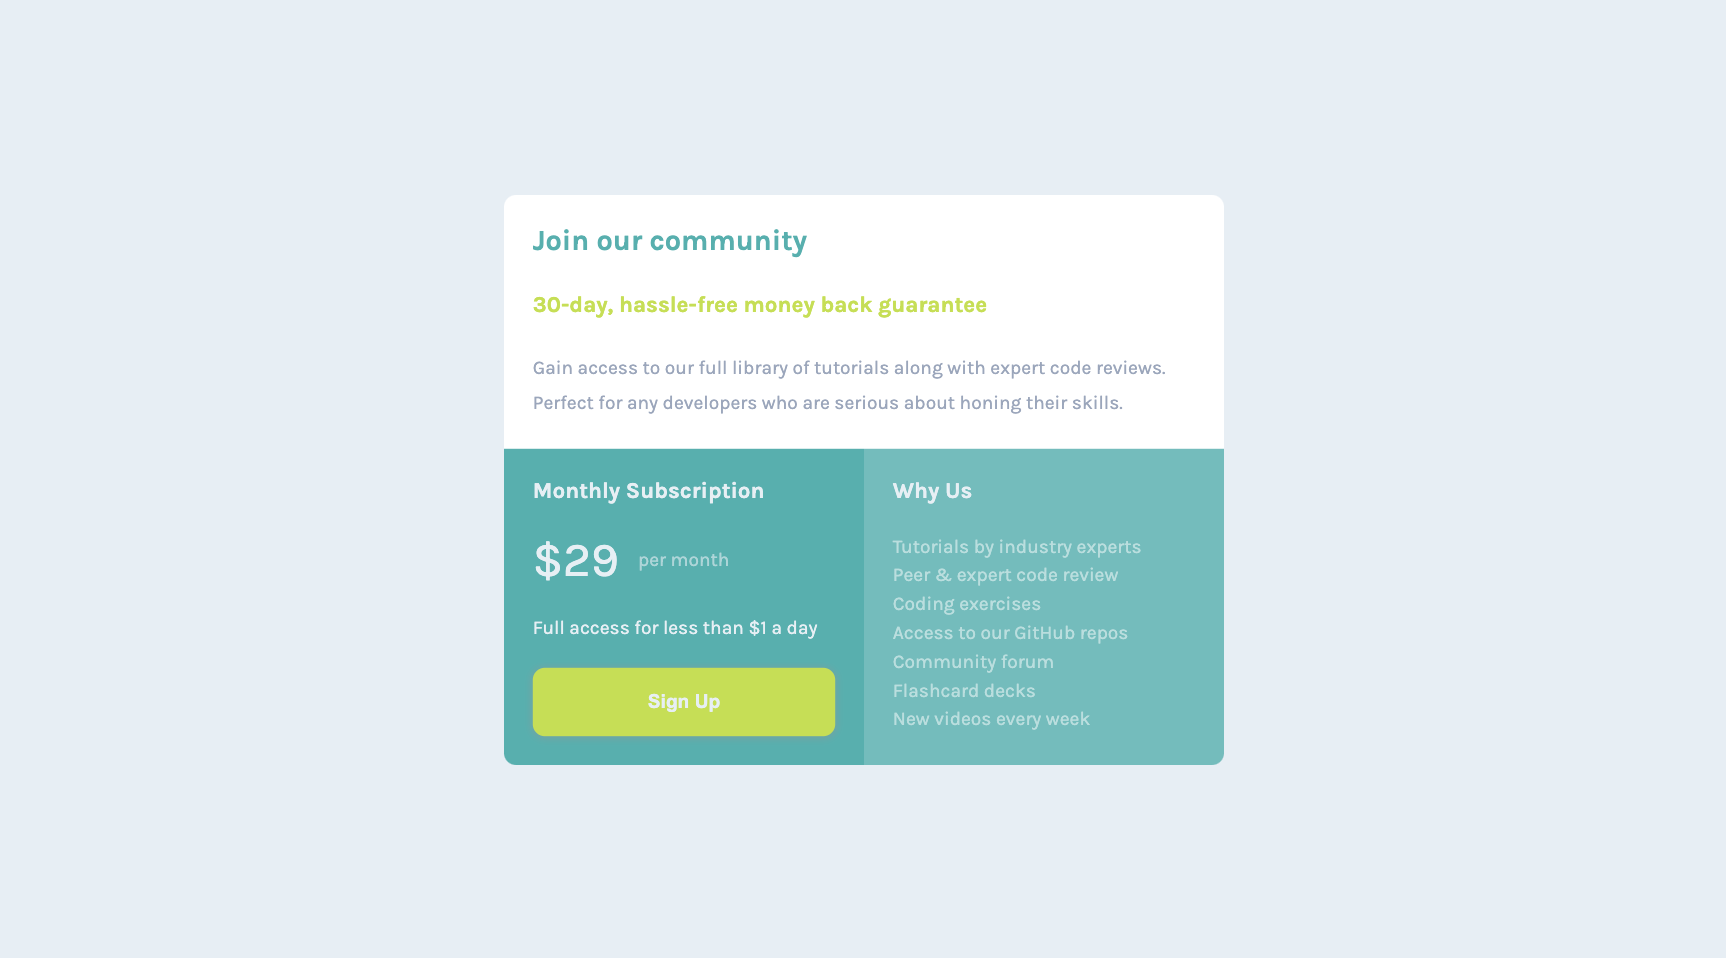 Join our community
30-day, hassle-free money back guarantee
Gain access to our full library of tutorials along with expert code reviews.
Perfect for any developers who are serious about honing their skills.
Monthly Subscription
$29 per month
Full access for less than $1 a day
Sign Up
Why Us
Tutorials by industry experts
Peer & expert code review
Coding exercises
Access to our GitHub repos
Community forum
Flashcard decks
New videos every week